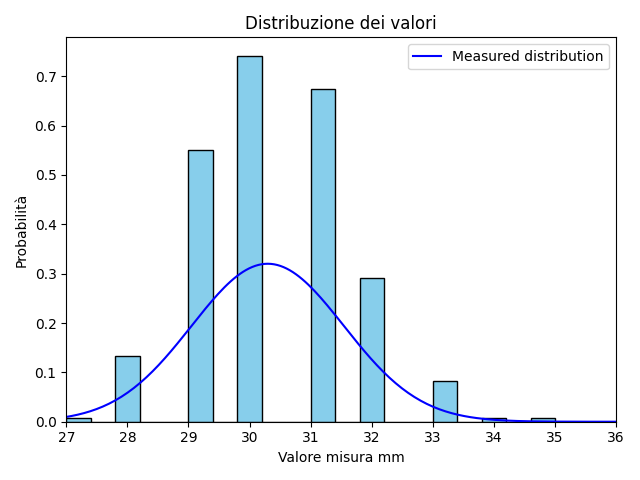 Distribuzione dei valori
Measured distribution
0.7
0.6
0.5
0.4
0.3
0.2
0.1
0.0
Probabilità
27 28 29 30 31 32 33 34 35 36
Valore misura mm